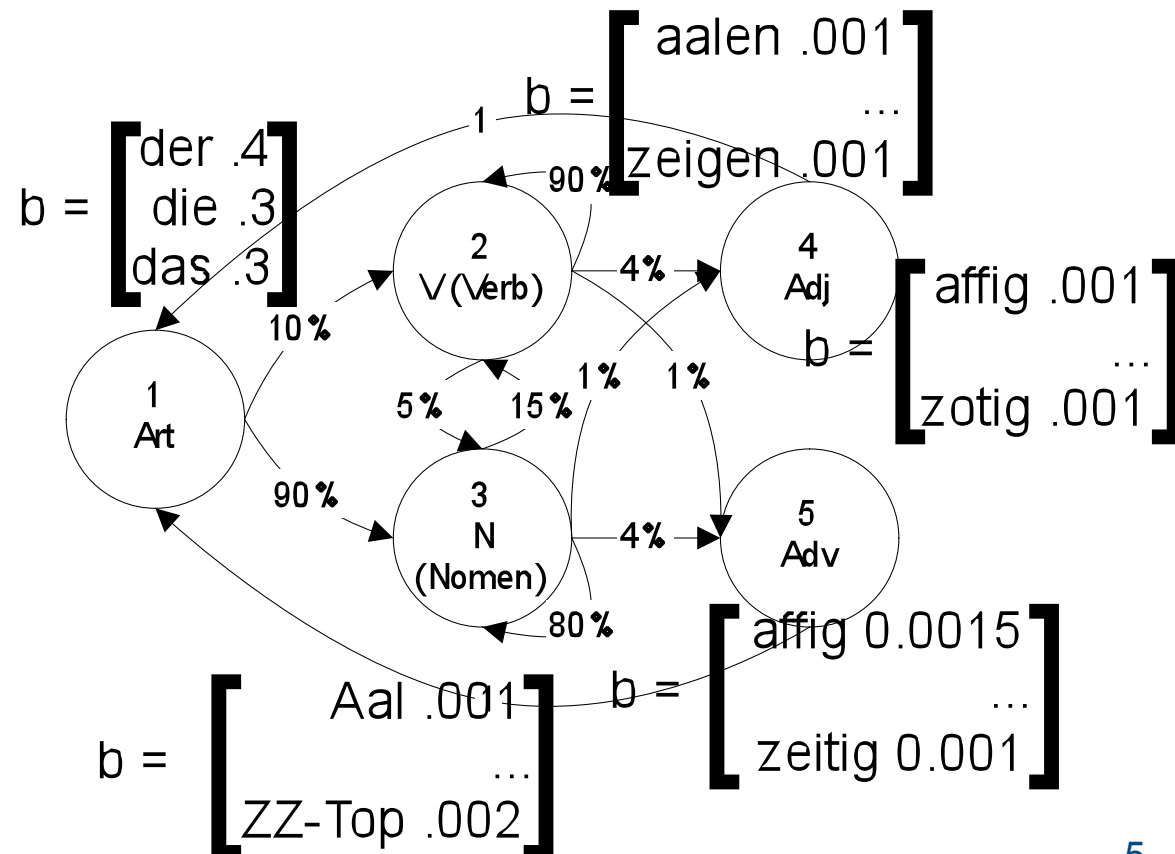 b = [ aalen .001
...
zeigen .001 ]
1
b = [ der .4
die .3
das .3 ]
90%
2
V(Verb)
4%
4
Adj
b = [ affig .001
...
zotig .001 ]
10%
1
Art
5%
15%
1%
1%
90%
3
N
(Nomen)
4%
5
Adv
80%
b = [ affig 0.0015
...
zeitig 0.001 ]
1
b = [ Aal .001
...
ZZ-Top .002 ]
5